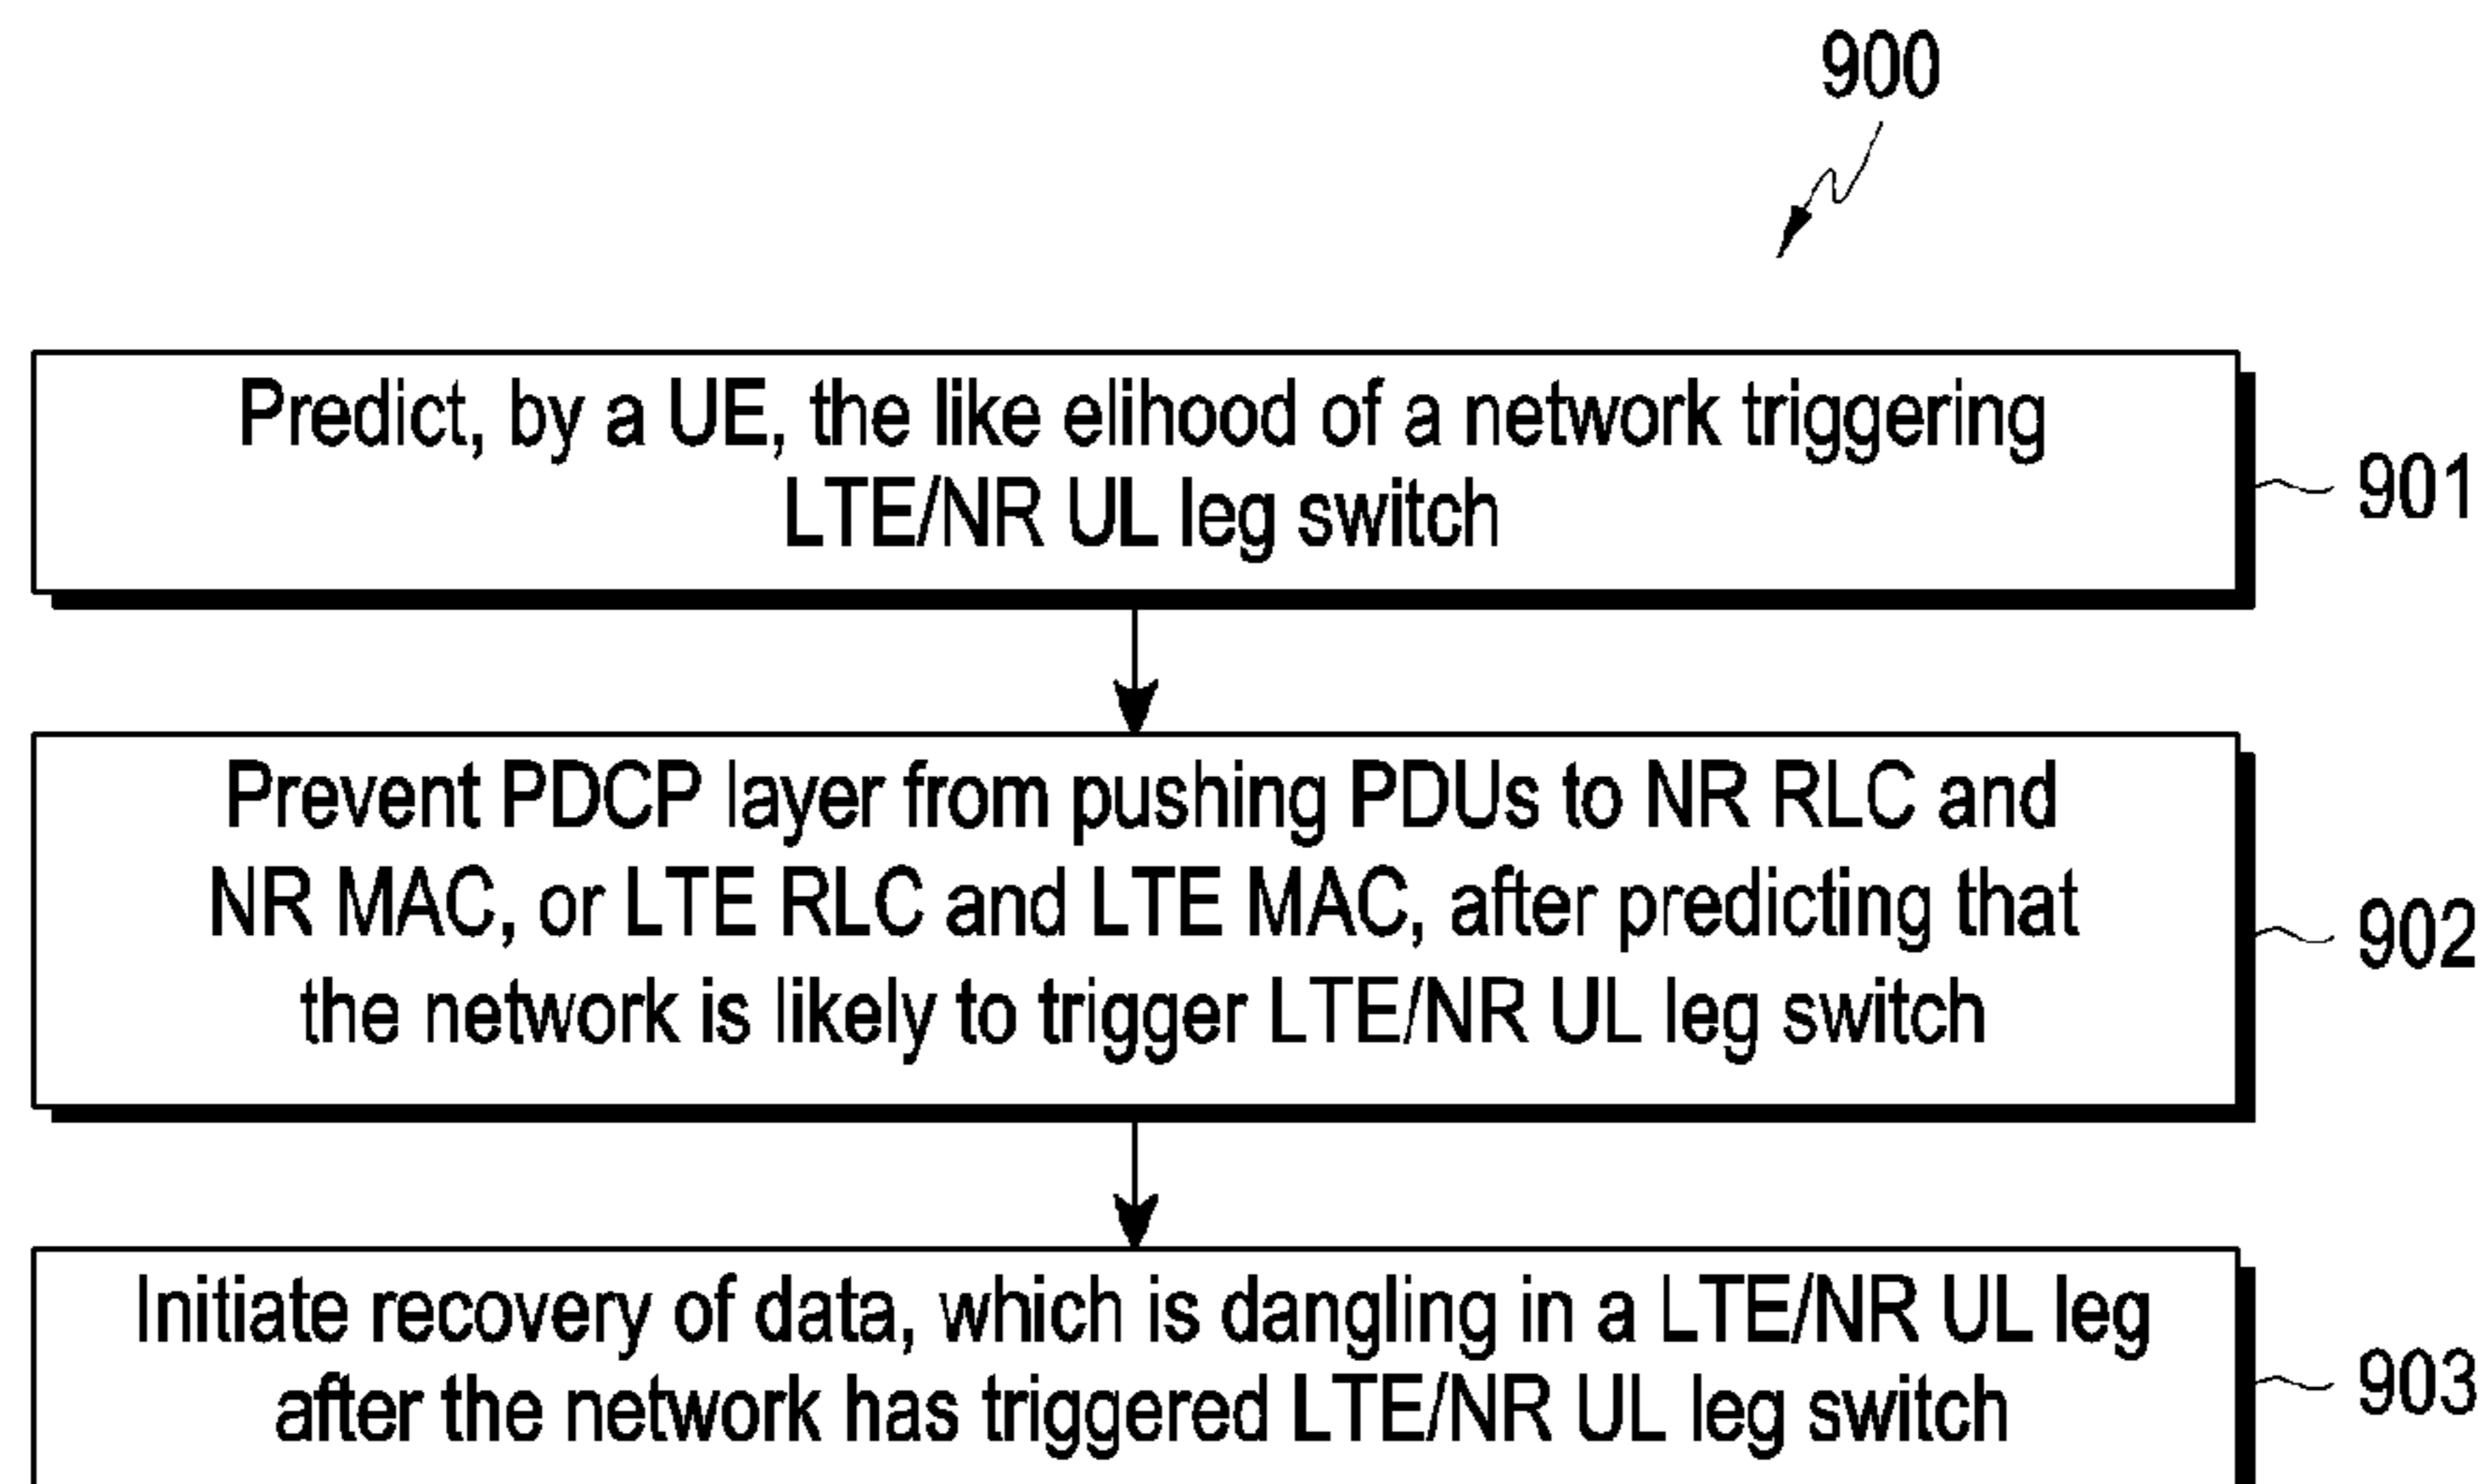 900
Predict, by a UE, the like elihood of a network triggering
LTE/NR UL leg switch
901
Prevent PDCP layer from pushing PDUs to NR RLC and
NR MAC, or LTE RLC and LTE MAC, after predicting that
the network is likely to trigger LTE/NR UL leg switch
902
Initiate recovery of data, which is dangling in a LTE/NR UL leg
after the network has triggered LTE/NR UL leg switch
903